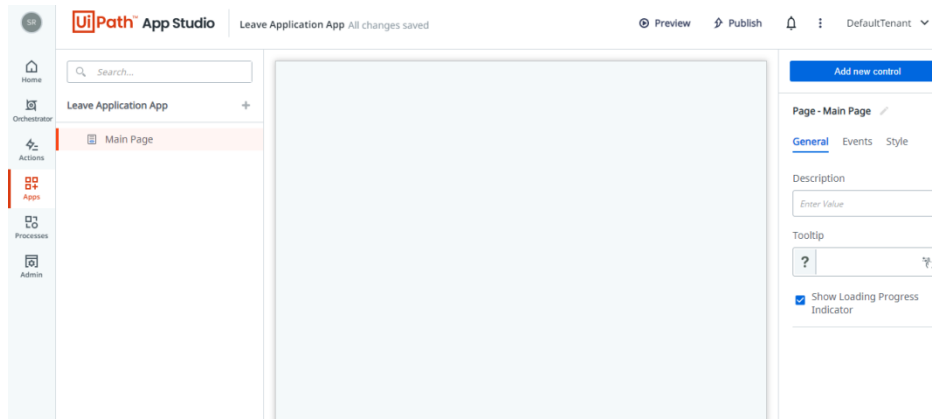 SR
UiPath™ App Studio
Leave Application App All changes saved
Preview
Publish
DefaultTenant
Home
Orchestrator
Actions
Apps
Processes
Admin
Search...
Leave Application App +
Main Page
Add new control
Page - Main Page
General Events Style
Description
Enter Value
Tooltip
?
Show Loading Progress
Indicator